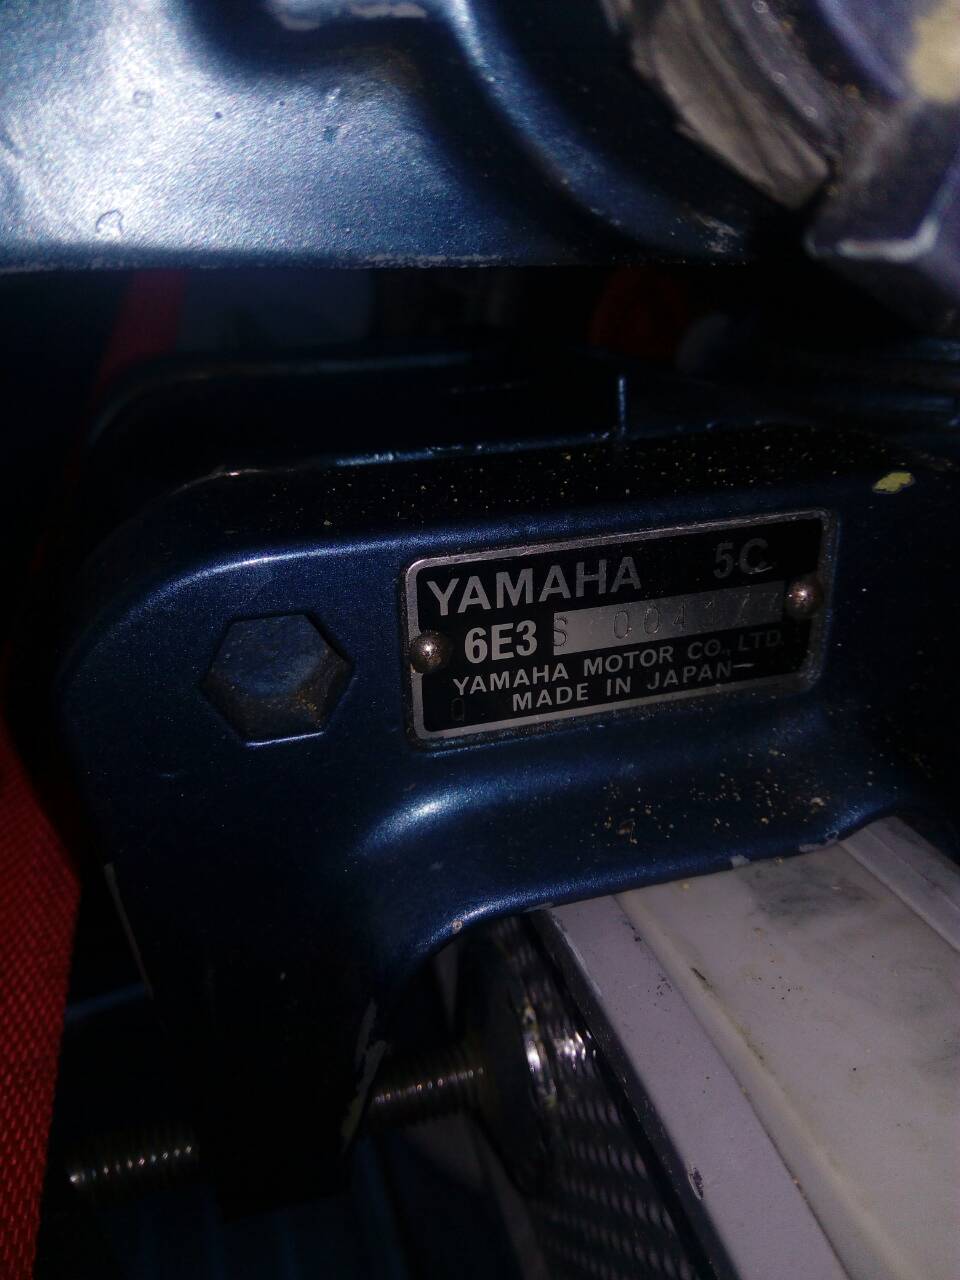 YAMAHA 5C
6E3 S
YAMAHA MOTOR CO., LTD.
MADE IN JAPAN